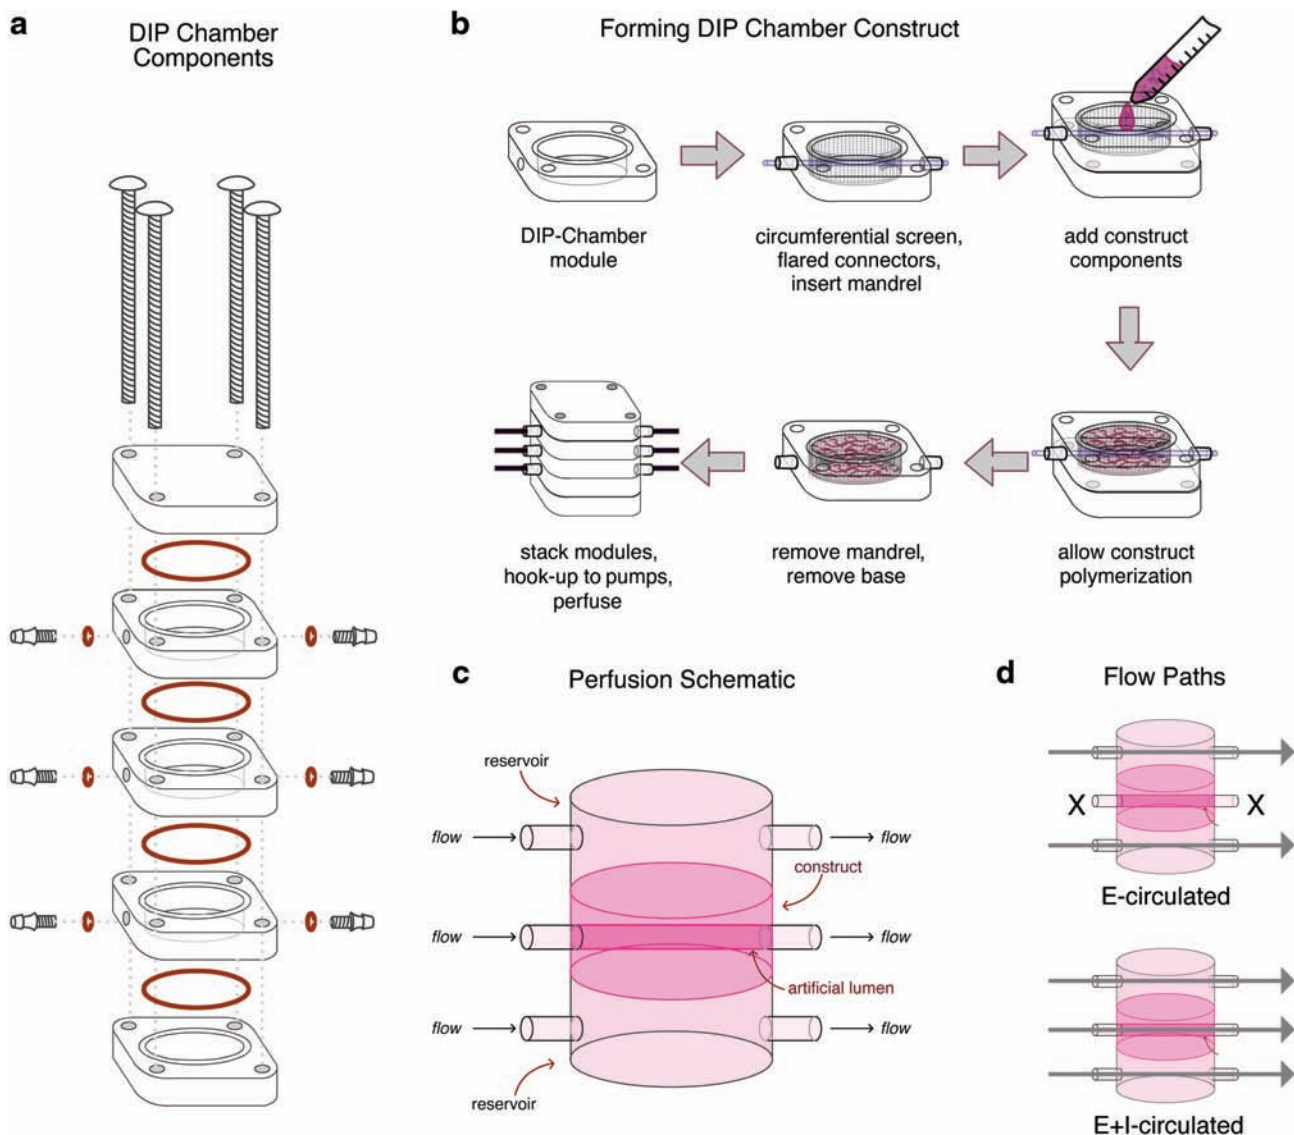 a
DIP Chamber
Components
b
Forming DIP Chamber Construct
DIP-Chamber
module
circumferential screen,
flared connectors,
insert mandrel
add construct
components
stack modules,
hook-up to pumps,
perfuse
remove mandrel,
remove base
allow construct
polymerization
c
Perfusion Schematic
reservoir
flow
flow
construct
flow
flow
artificial lumen
flow
flow
reservoir
d
Flow Paths
X
X
E-circulated
E+I-circulated